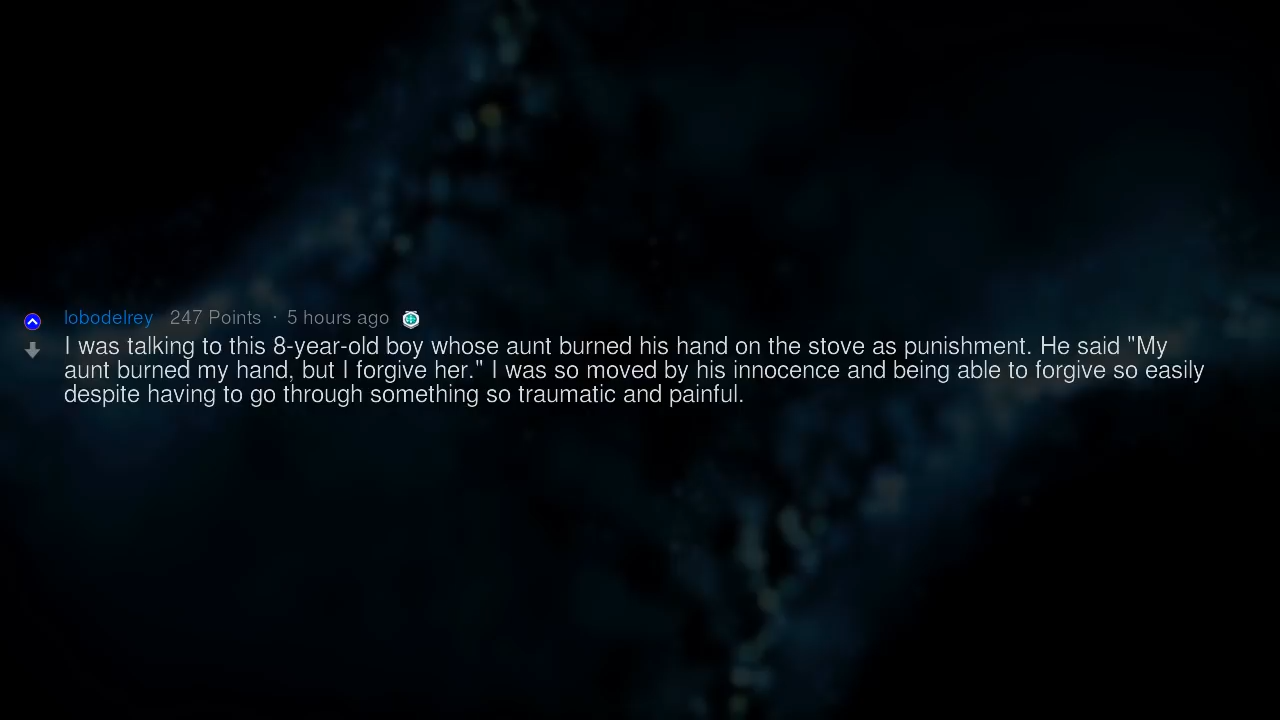 lobodelrey 247 Points · 5 hours ago
I was talking to this 8-year-old boy whose aunt burned his hand on the stove as punishment. He said "My
aunt burned my hand, but I forgive her." I was so moved by his innocence and being able to forgive so easily
despite having to go through something so traumatic and painful.